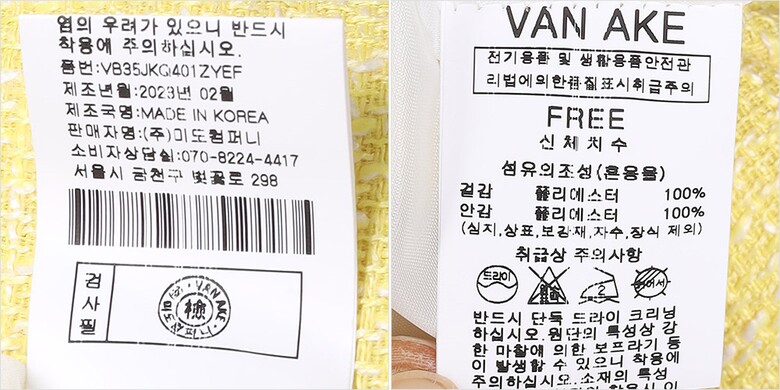 염의 우려가 있으니 반드시
착용에 주의하십시오.
품번:VB35JKQ401ZYEF
제조년월:2023년 02월
제조국명:MADE IN KOREA
판매자명:(주)미도컴퍼니
소비자상담실:070-8224-4417
서울시 금천구 벚꽃로 298
검사필
VAN AKE
檢
미도컴퍼니
VAN AKE
전기용품 및 생활용품안전관
리법에의한품질표시취급주의
FREE
신체치수
섬유의조성(혼용율)
겉감 폴리에스터 100%
안감 폴리에스터 100%
(심지,상표,보강재,자수,장식 제외)
취급상 주의사항
드라이
2
반드시 단독 드라이 크리닝
하십시오.원단의 특성상 강
한 마찰에 의한 보프라기 등
이 발생할 수 있으니 착용에
주의하십시오.소재의 특성